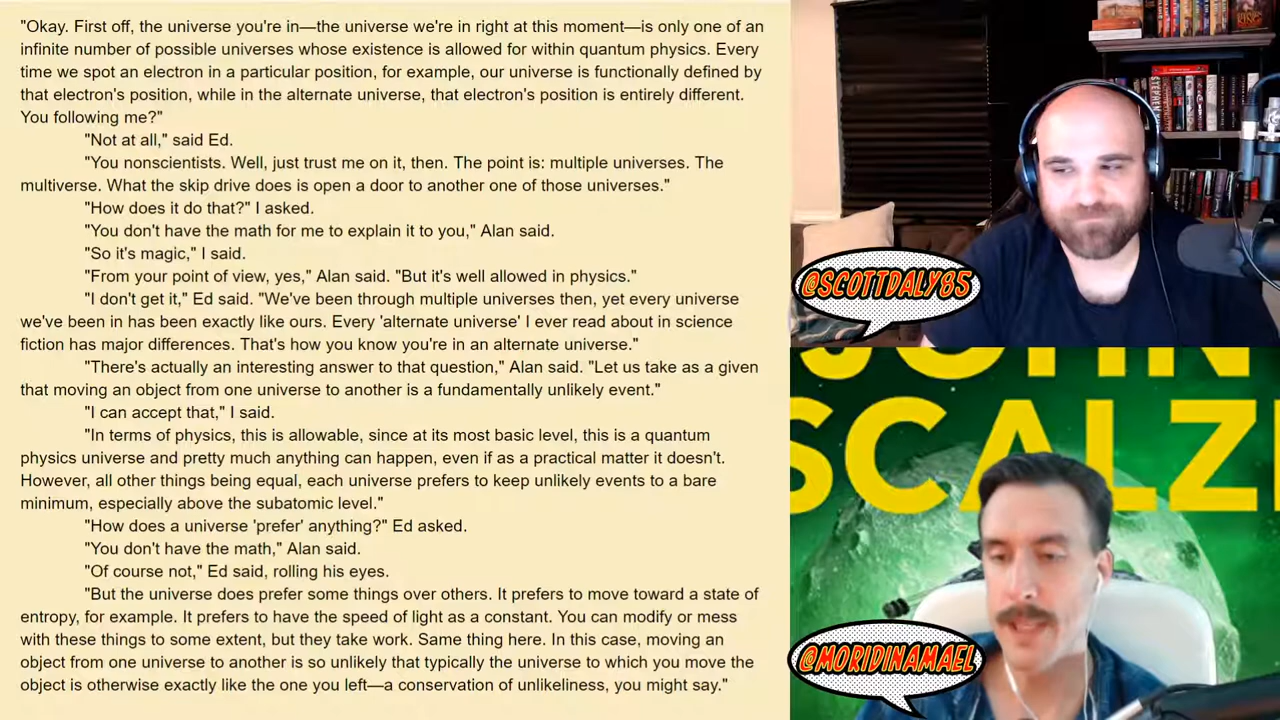 "Okay. First off, the universe you're in—the universe we're in right at this moment—is only one of an
infinite number of possible universes whose existence is allowed for within quantum physics. Every
time we spot an electron in a particular position, for example, our universe is functionally defined by
that electron's position, while in the alternate universe, that electron's position is entirely different.
You following me?"
"Not at all," said Ed.
"You nonscientists. Well, just trust me on it, then. The point is: multiple universes. The
multiverse. What the skip drive does is open a door to another one of those universes."
"How does it do that?" I asked.
"You don't have the math for me to explain it to you," Alan said.
"So it's magic," I said.
"From your point of view, yes," Alan said. "But it's well allowed in physics."
"I don't get it," Ed said. "We've been through multiple universes then, yet every universe
we've been in has been exactly like ours. Every 'alternate universe' I ever read about in science
fiction has major differences. That's how you know you're in an alternate universe."
"There's actually an interesting answer to that question," Alan said. "Let us take as a given
that moving an object from one universe to another is a fundamentally unlikely event."
"I can accept that," I said.
"In terms of physics, this is allowable, since at its most basic level, this is a quantum
physics universe and pretty much anything can happen, even if as a practical matter it doesn't.
However, all other things being equal, each universe prefers to keep unlikely events to a bare
minimum, especially above the subatomic level."
"How does a universe 'prefer' anything?" Ed asked.
"You don't have the math," Alan said.
"Of course not," Ed said, rolling his eyes.
"But the universe does prefer some things over others. It prefers to move toward a state of
entropy, for example. It prefers to have the speed of light as a constant. You can modify or mess
with these things to some extent, but they take work. Same thing here. In this case, moving an
object from one universe to another is so unlikely that typically the universe to which you move the
object is otherwise exactly like the one you left—a conservation of unlikeliness, you might say."
@SCOTTDALY85
JOHN
SCALZI
@MORIDINAMAEL